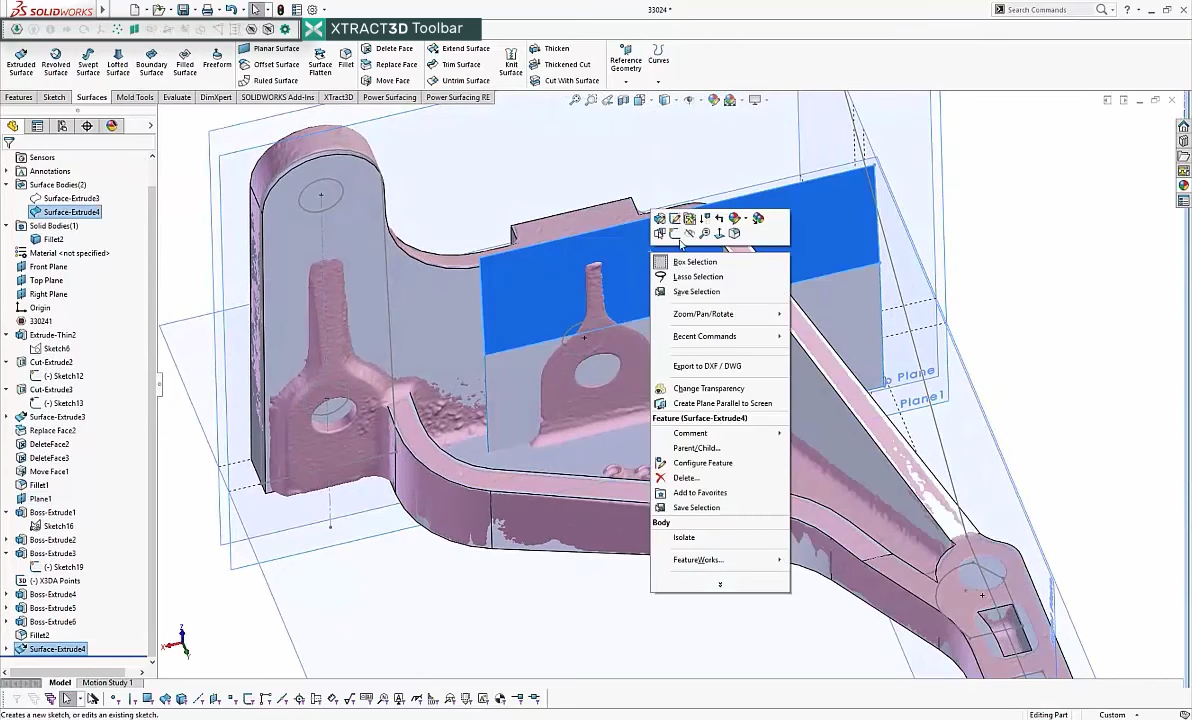 SOLIDWORKS
33024 *
Search Commands
XTRACT3D Toolbar
Extruded Surface
Revolved Surface
Swept Surface
Lofted Surface
Boundary Surface
Filled Surface
Freeform
Planar Surface
Offset Surface
Ruled Surface
Surface Flatten
Fillet
Delete Face
Replace Face
Move Face
Extend Surface
Trim Surface
Untrim Surface
Knit Surface
Thicken
Thickened Cut
Cut With Surface
Reference Geometry
Curves
Features
Sketch
Surfaces
Mold Tools
Evaluate
DimXpert
SOLIDWORKS Add-Ins
XTract3D
Power Surfacing
Power Surfacing RE
Sensors
Annotations
Surface Bodies(2)
Surface-Extrude3
Surface-Extrude4
Solid Bodies(1)
Fillet2
Material <not specified>
Front Plane
Top Plane
Right Plane
Origin
330241
Extrude-Thin2
Sketch6
Cut-Extrude2
(-) Sketch12
Cut-Extrude3
(-) Sketch13
Surface-Extrude3
Replace Face2
DeleteFace2
DeleteFace3
Move Face1
Fillet1
Plane1
Boss-Extrude1
Sketch16
Boss-Extrude2
Boss-Extrude3
(-) Sketch19
(-) X3DA Points
Boss-Extrude4
Boss-Extrude5
Boss-Extrude6
Fillet2
Surface-Extrude4
Box Selection
Lasso Selection
Save Selection
Zoom/Pan/Rotate
Recent Commands
Export to DXF / DWG
Change Transparency
Create Plane Parallel to Screen
Feature (Surface-Extrude4)
Comment
Parent/Child...
Configure Feature
Delete...
Add to Favorites
Save Selection
Body
Isolate
FeatureWorks...
Plane
Plane1
Z
X
Model
Motion Study 1
Creates a new sketch, or edits an existing sketch.
Editing Part
Custom